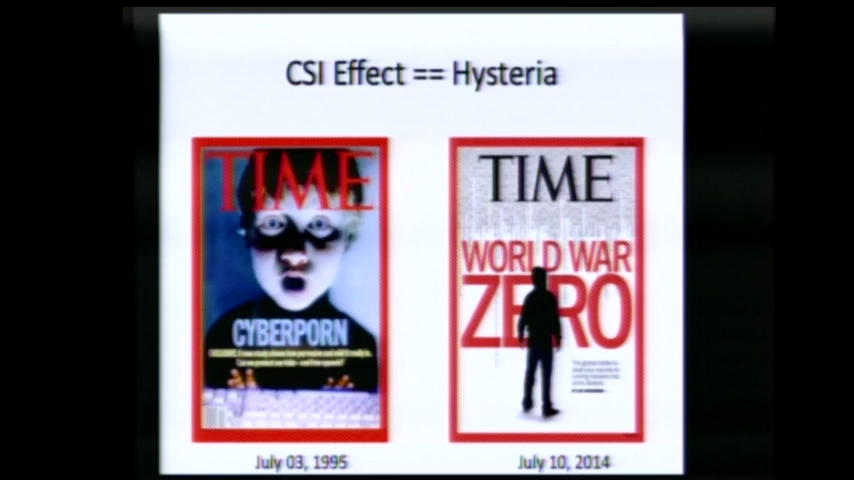 CSI Effect == Hysteria
TIME
CYBERPORN
TIME
WORLD WAR
ZERO
July 03, 1995
July 10, 2014